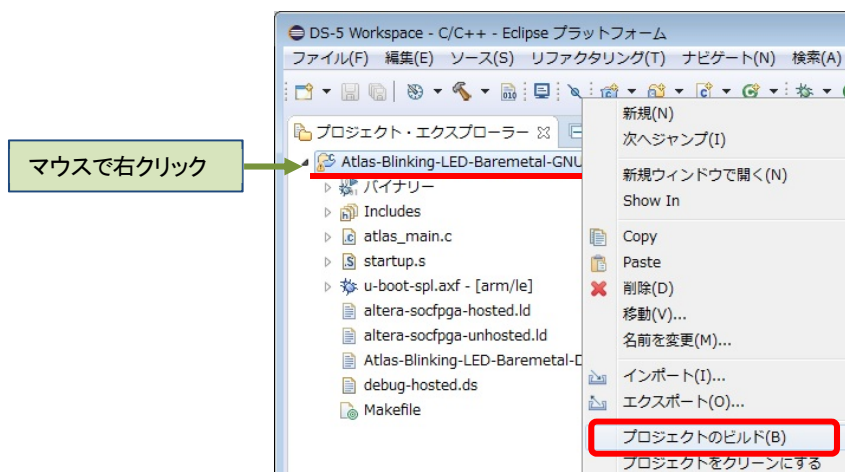 DS-5 Workspace - C/C++ - Eclipse プラットフォーム
ファイル(F) 編集(E) ソース(S) リファクタリング(T) ナビゲート(N) 検索(A)
プロジェクト・エクスプローラー
マウスで右クリック
Atlas-Blinking-LED-Baremetal-GNU
バイナリー
Includes
atlas_main.c
startup.s
u-boot-spl.axf - [arm/le]
altera-socfpga-hosted.ld
altera-socfpga-unhosted.ld
Atlas-Blinking-LED-Baremetal-D
debug-hosted.ds
Makefile
新規(N)
次へジャンプ(I)
新規ウィンドウで開く(N)
Show In
Copy
Paste
削除(D)
移動(V)...
名前を変更(M)...
インポート(I)...
エクスポート(O)...
プロジェクトのビルド(B)
プロジェクトをクリーンにする